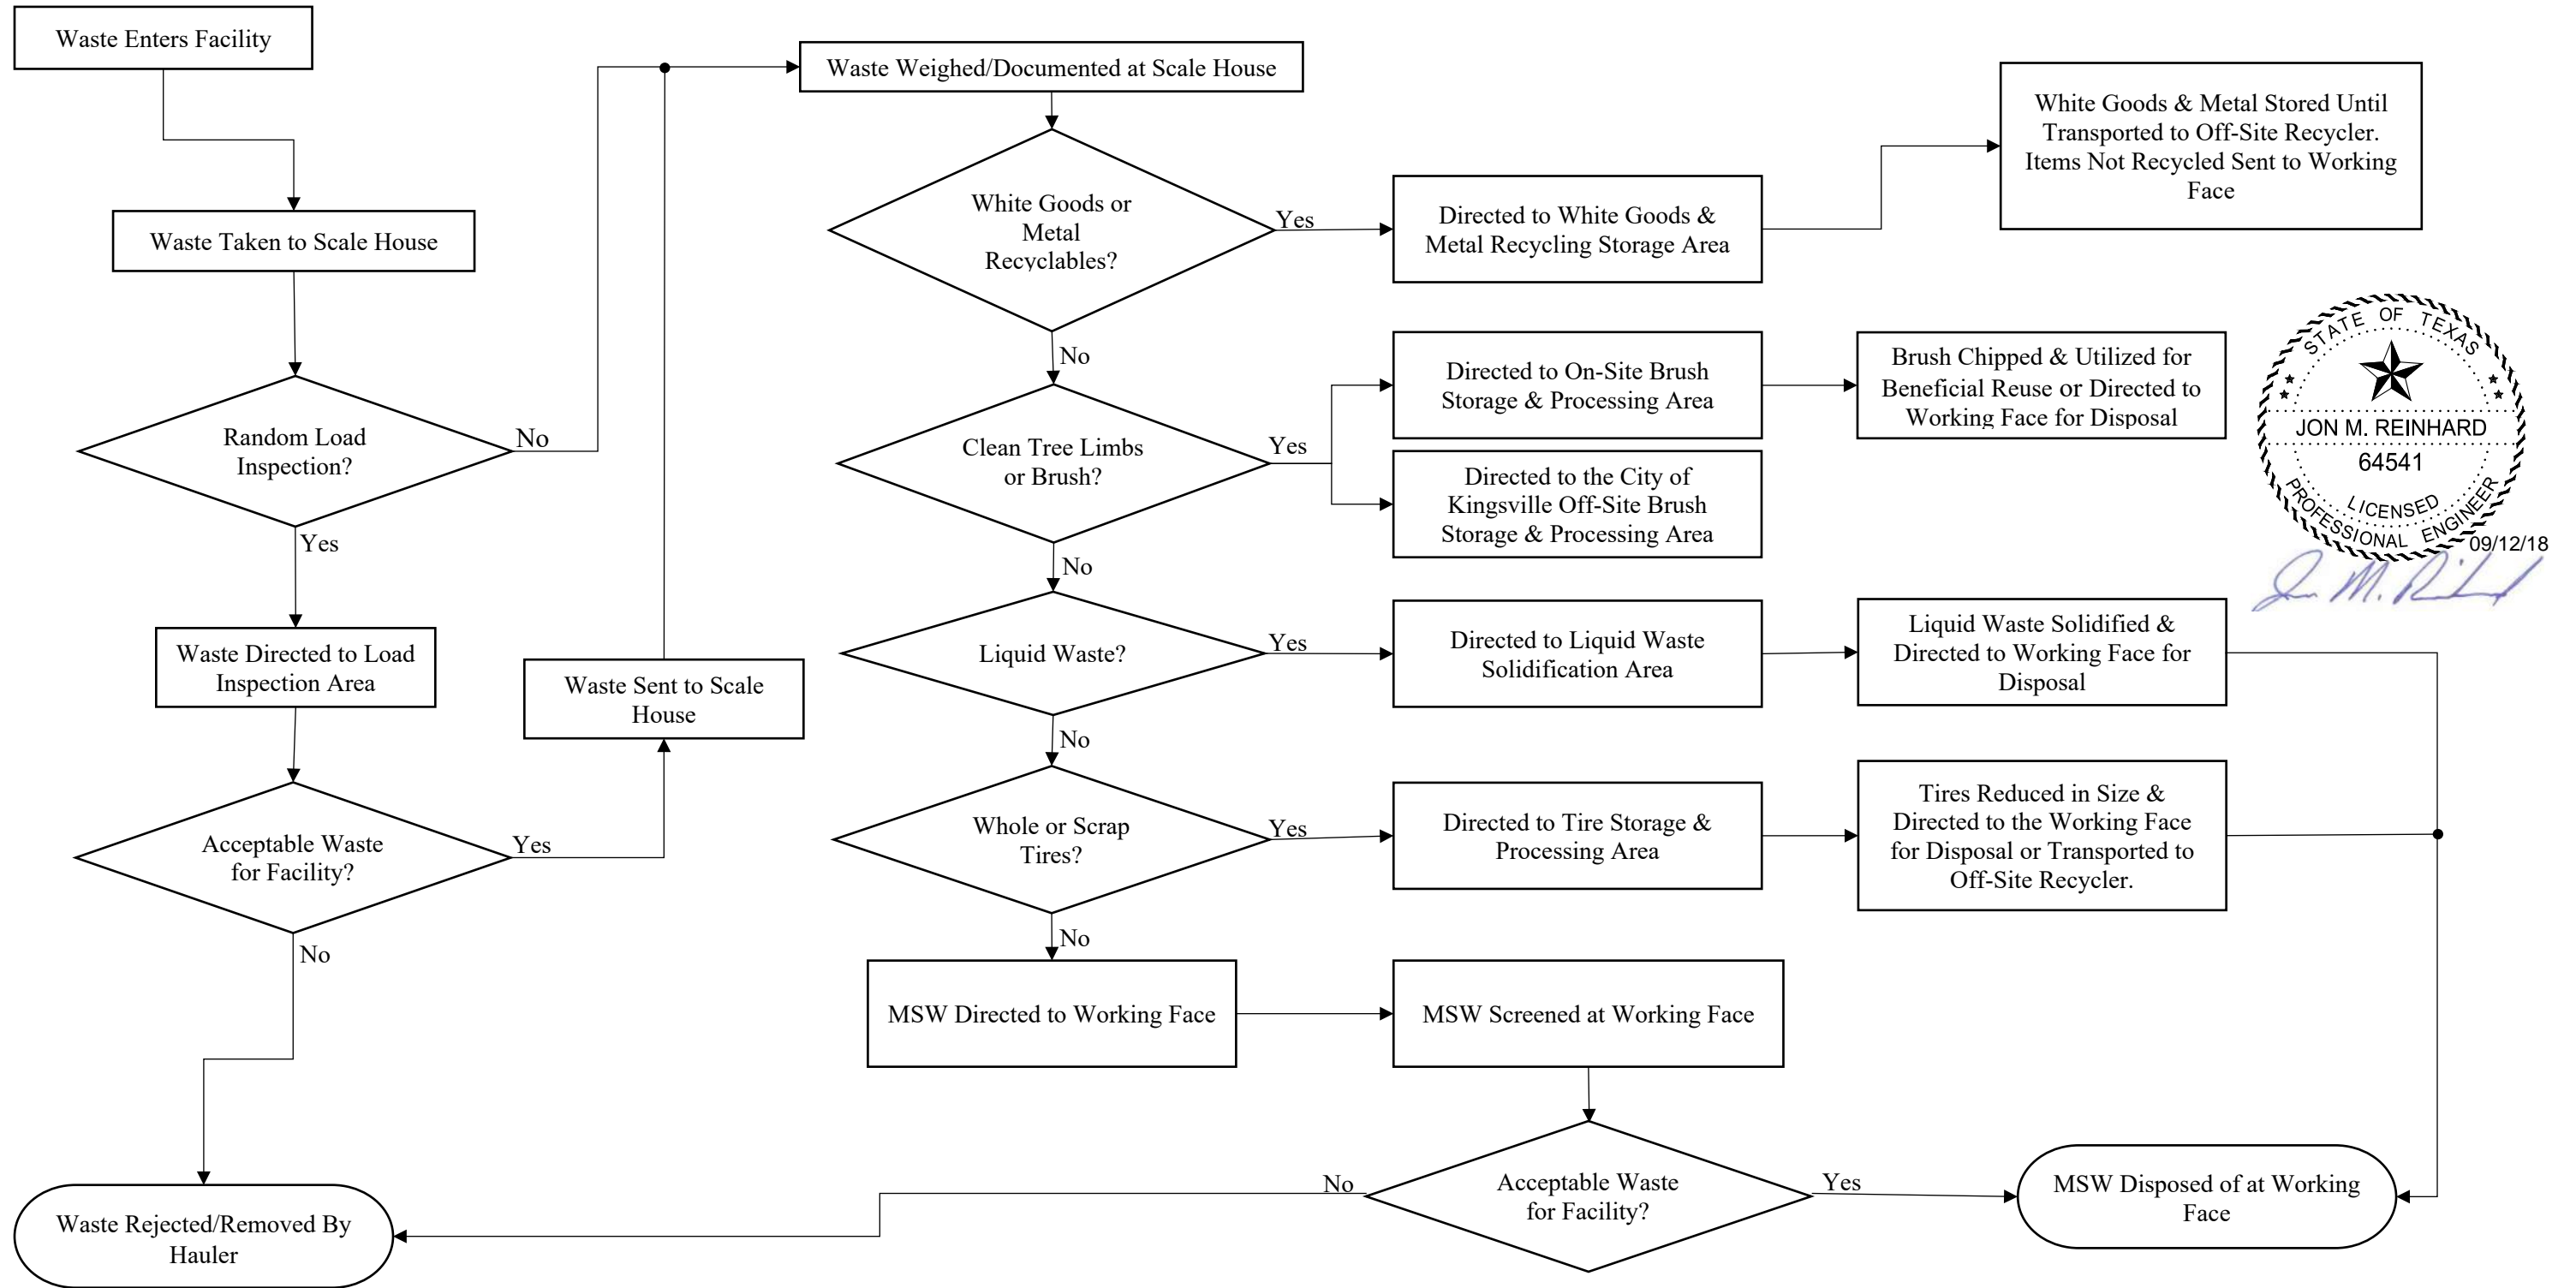 Waste Enters Facility
Waste Taken to Scale House
Random Load
Inspection?
No
Yes
Waste Directed to Load
Inspection Area
Waste Sent to Scale
House
Acceptable Waste
for Facility?
Yes
No
Waste Rejected/Removed By
Hauler
Waste Weighed/Documented at Scale House
White Goods or
Metal
Recyclables?
Yes
Directed to White Goods &
Metal Recycling Storage Area
White Goods & Metal Stored Until
Transported to Off-Site Recycler.
Items Not Recycled Sent to Working
Face
No
Clean Tree Limbs
or Brush?
Yes
Directed to On-Site Brush
Storage & Processing Area
Brush Chipped & Utilized for
Beneficial Reuse or Directed to
Working Face for Disposal
Directed to the City of
Kingsville Off-Site Brush
Storage & Processing Area
No
Liquid Waste?
Yes
Directed to Liquid Waste
Solidification Area
Liquid Waste Solidified &
Directed to Working Face for
Disposal
No
Whole or Scrap
Tires?
Yes
Directed to Tire Storage &
Processing Area
Tires Reduced in Size &
Directed to the Working Face
for Disposal or Transported to
Off-Site Recycler.
No
MSW Directed to Working Face
MSW Screened at Working Face
Acceptable Waste
for Facility?
No
Yes
MSW Disposed of at Working
Face
STATE OF TEXAS
JON M. REINHARD
64541
LICENSED
PROFESSIONAL ENGINEER
09/12/18